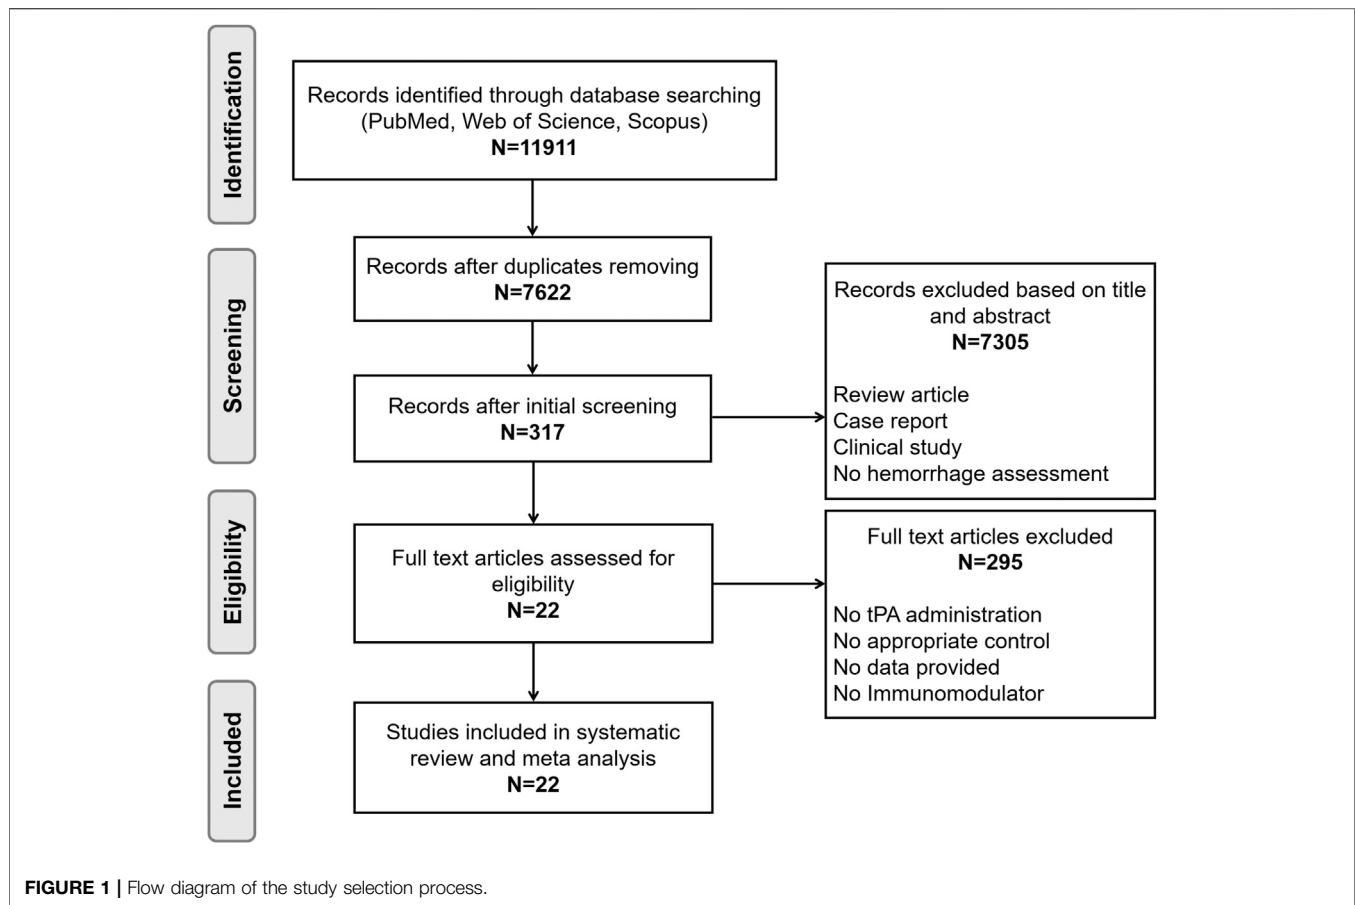 Identification
Records identified through database searching
(PubMed, Web of Science, Scopus)
N=11911
Screening
Records after duplicates removing
N=7622
Records after initial screening
N=317
Records excluded based on title
and abstract
N=7305
Review article
Case report
Clinical study
No hemorrhage assessment
Eligibility
Full text articles assessed for
eligibility
N=22
Full text articles excluded
N=295
No tPA administration
No appropriate control
No data provided
No Immunomodulator
Included
Studies included in systematic
review and meta analysis
N=22
FIGURE 1 | Flow diagram of the study selection process.